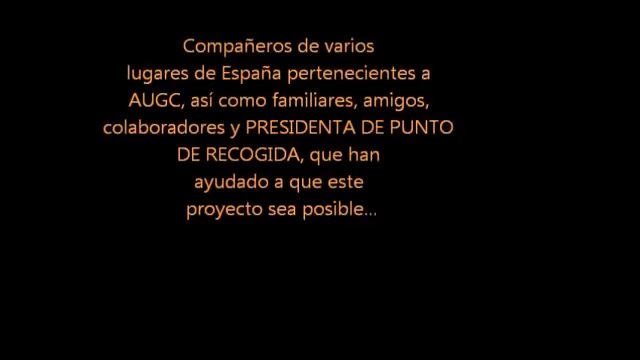 Compañeros de varios
lugares de España pertenecientes a
AUGC, así como familiares, amigos,
colaboradores y PRESIDENTA DE PUNTO
DE RECOGIDA, que han
ayudado a que este
proyecto sea posible...